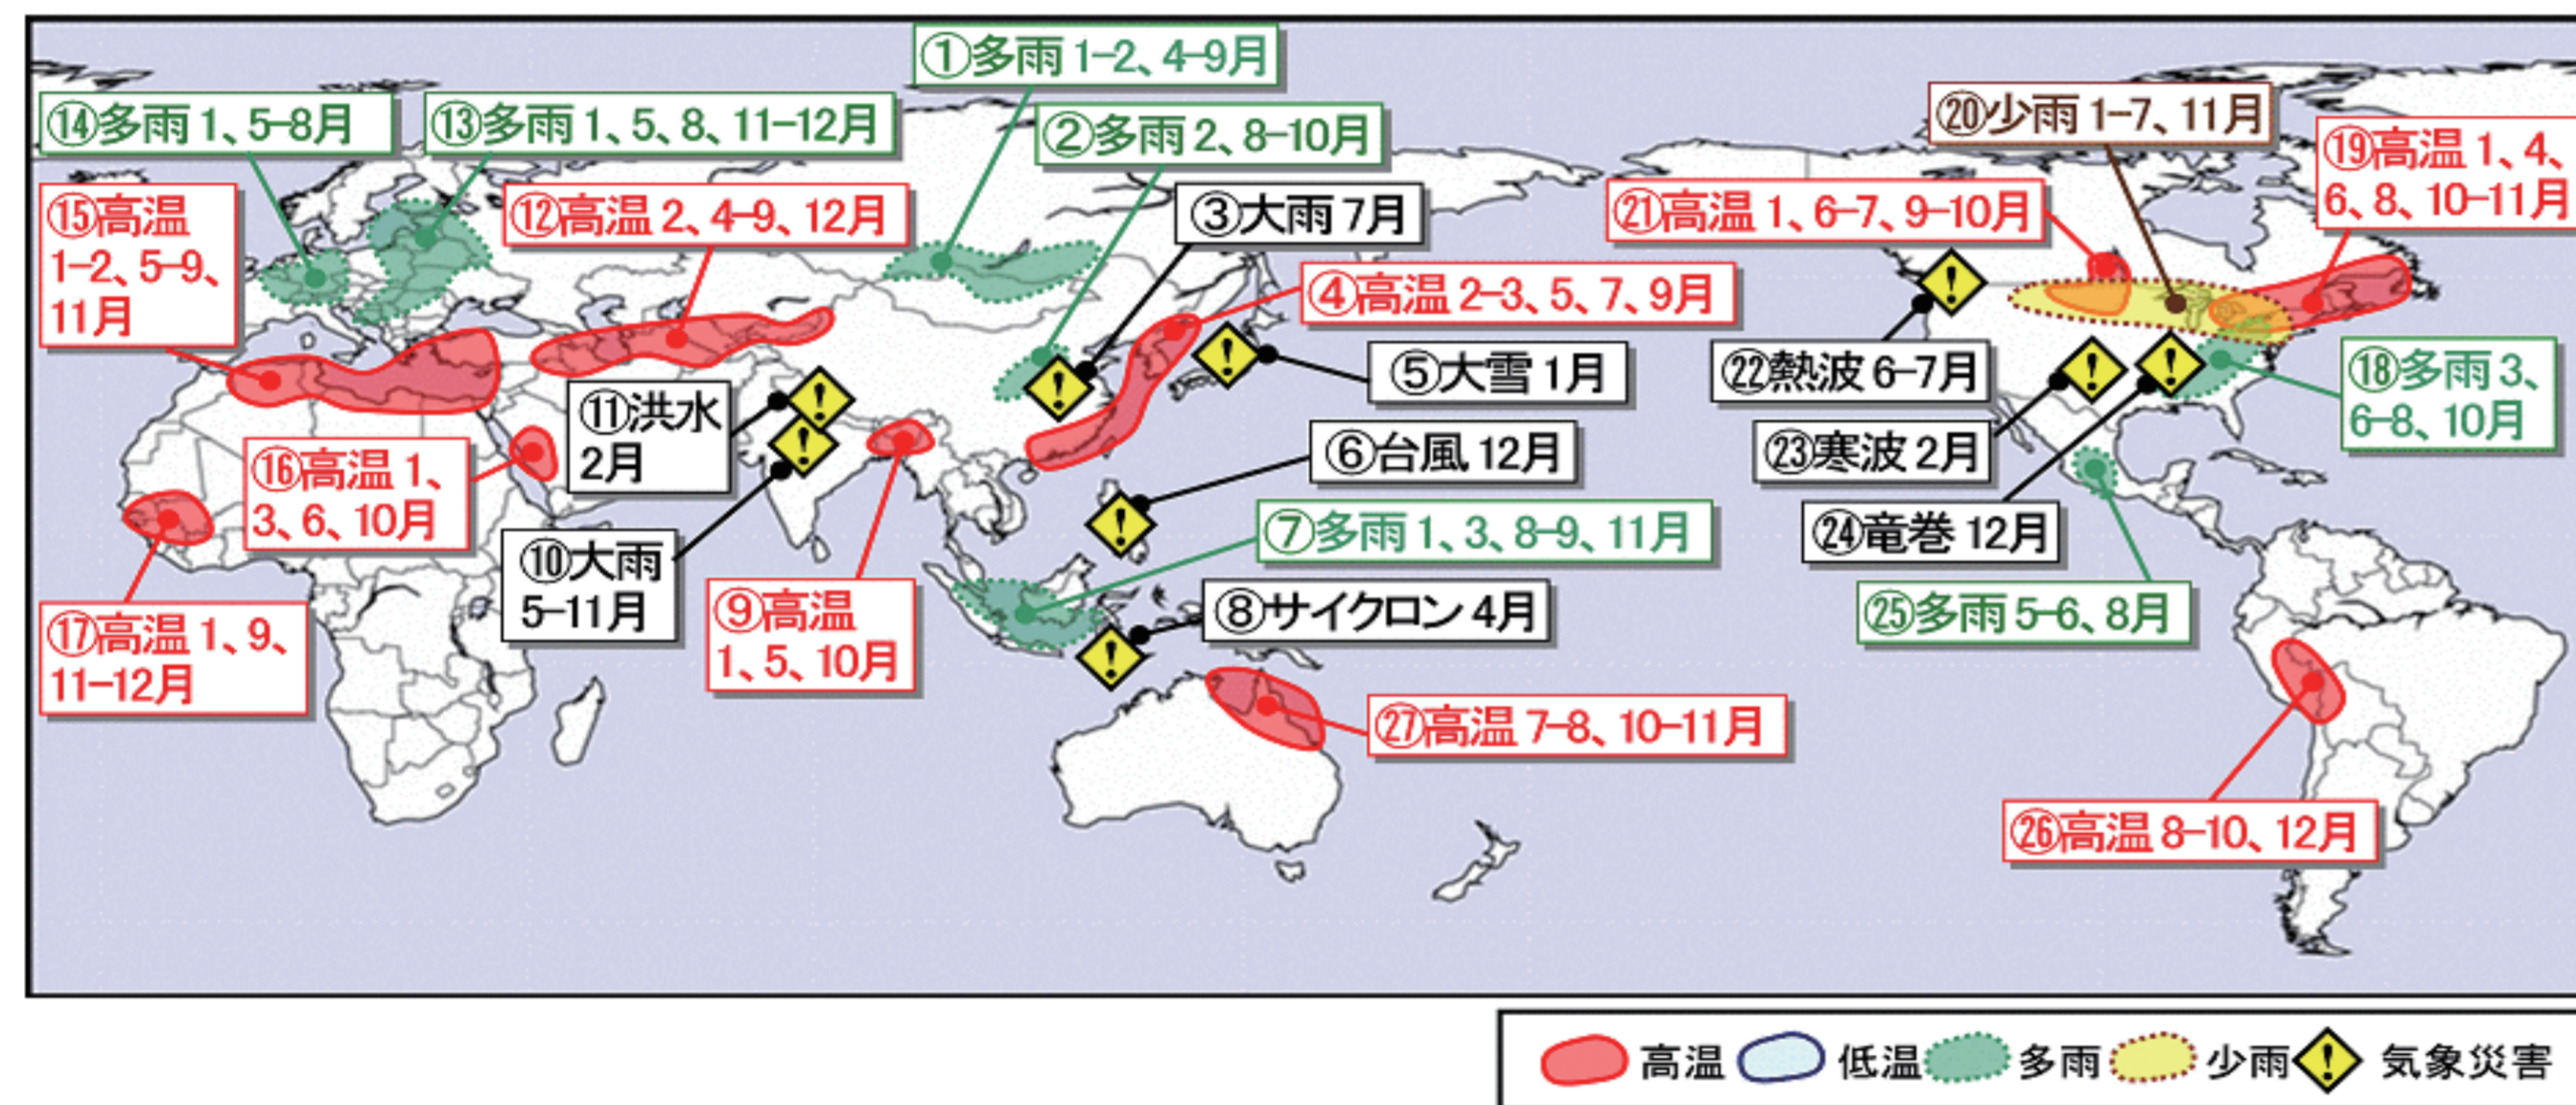 ①多雨 1−2、4−9月
②多雨 2、8−10月
③大雨 7月
④高温 2−3、5、7、9月
⑤大雪 1月
⑥台風 12月
⑦多雨 1、3、8−9、11月
⑧サイクロン 4月
⑨高温
1、5、10月
⑩大雨
5−11月
⑪洪水
2月
⑫高温 2、4−9、12月
⑬多雨 1、5、8、11−12月
⑭多雨 1、5−8月
⑮高温
1−2、5−9、
11月
⑯高温 1、
3、6、10月
⑰高温 1、9、
11−12月
⑱多雨 3、
6−8、10月
⑲高温 1、4、
6、8、10−11月
⑳少雨 1−7、11月
㉑高温 1、6−7、9−10月
㉒熱波 6−7月
㉓寒波 2月
㉔竜巻 12月
㉕多雨 5−6、8月
㉖高温 8−10、12月
㉗高温 7−8、10−11月
高温 低温 多雨 少雨 気象災害